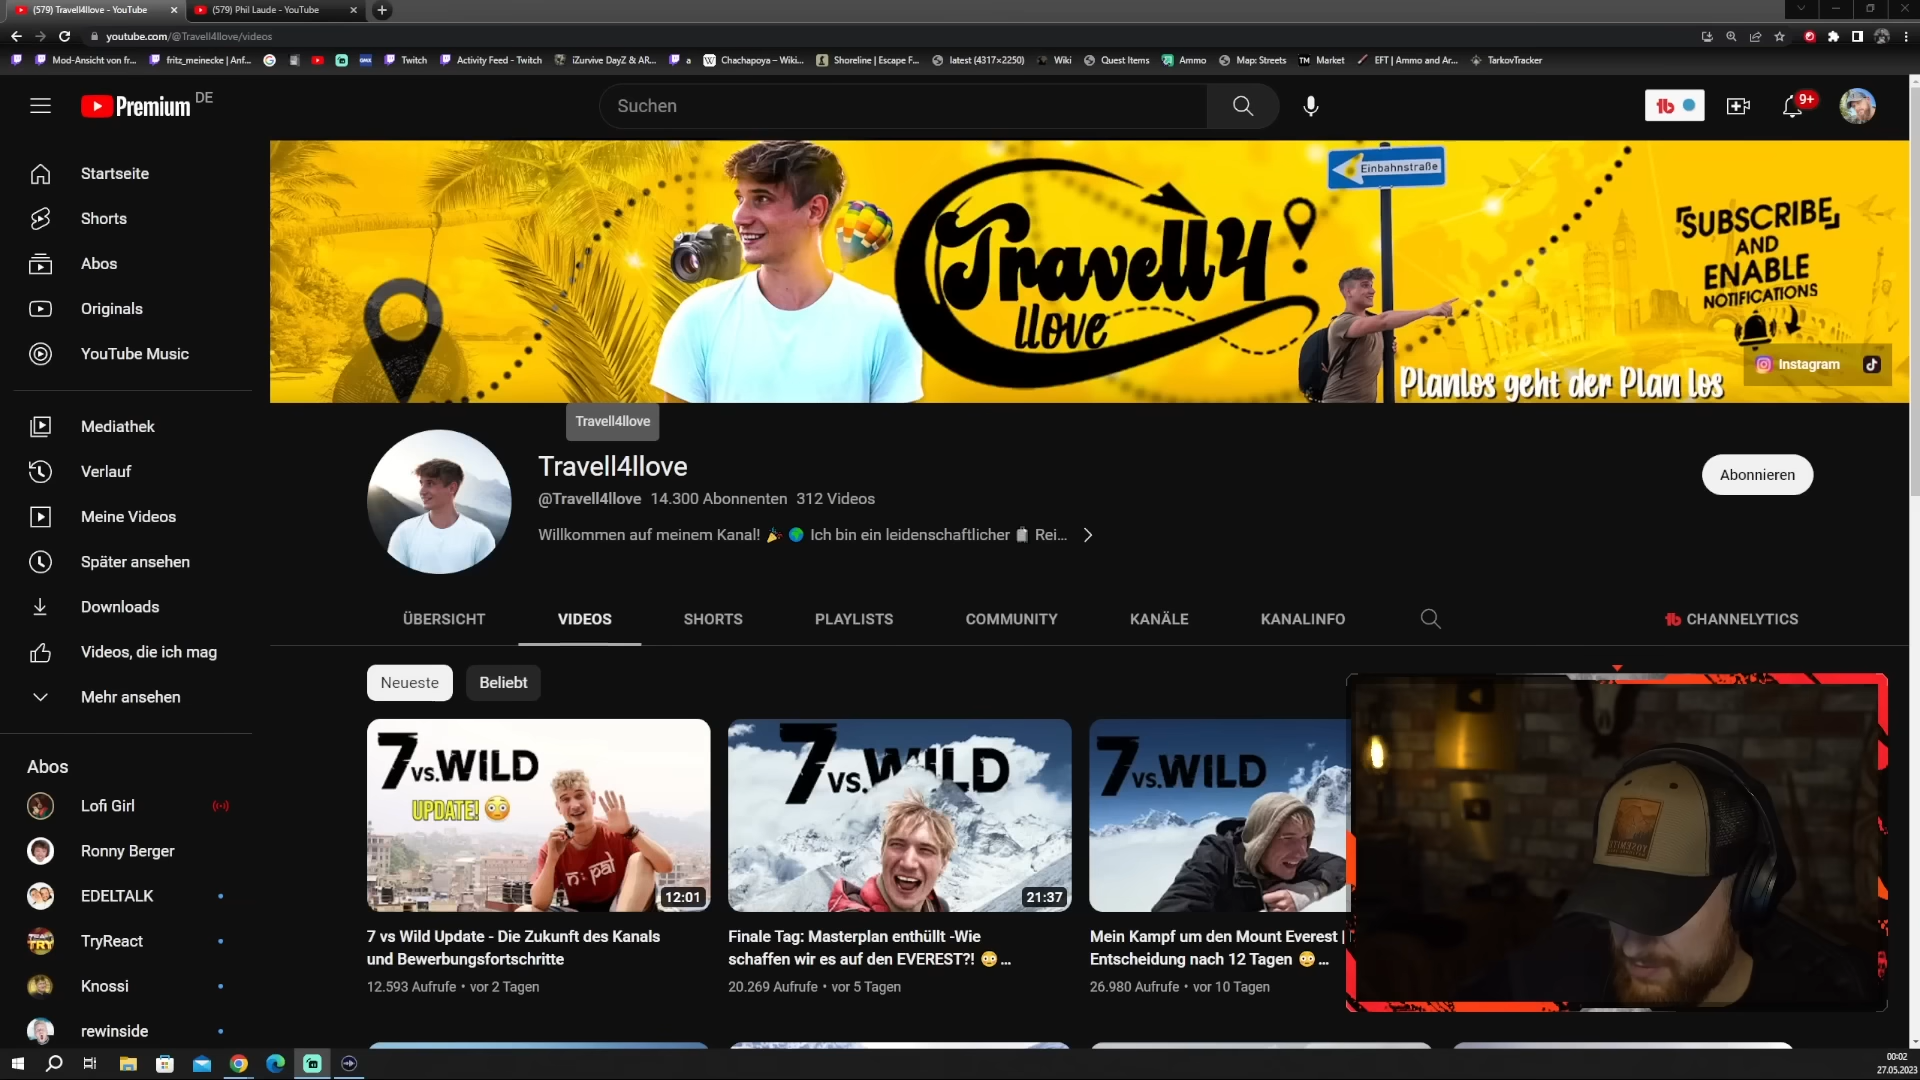 (579) Travell4llove - YouTube
(579) Phil Laude - YouTube
youtube.com/@Travell4llove/videos
Mod-Ansicht von fr...
fritz_meinecke | Anf...
Twitch
Activity Feed - Twitch
iZurvive DayZ & AR...
a
Chachapoya – Wiki...
Shoreline | Escape F...
latest (4317×2250)
Wiki
Quest Items
Ammo
Map: Streets
TM Market
EFT | Ammo and Ar...
TarkovTracker
Premium DE
Suchen
9+
Startseite
Shorts
Abos
Originals
YouTube Music
Mediathek
Verlauf
Meine Videos
Später ansehen
Downloads
Videos, die ich mag
Mehr ansehen
Abos
Lofi Girl
Ronny Berger
EDELTALK
TryReact
Knossi
rewinside
Travell4
llove
Einbahnstraße
SUBSCRIBE
AND
ENABLE
NOTIFICATIONS
Instagram
Planlos geht der Plan los
Travell4llove
Travell4llove
@Travell4llove 14.300 Abonnenten 312 Videos
Willkommen auf meinem Kanal! 🎉 🌍 Ich bin ein leidenschaftlicher 🧳 Rei...
Abonnieren
ÜBERSICHT
VIDEOS
SHORTS
PLAYLISTS
COMMUNITY
KANÄLE
KANALINFO
CHANNELYTICS
Neueste
Beliebt
7 VS. WILD
UPDATE! 😳
12:01
7 vs Wild Update - Die Zukunft des Kanals
und Bewerbungsfortschritte
12.593 Aufrufe • vor 2 Tagen
7 VS. WILD
21:37
Finale Tag: Masterplan enthüllt -Wie
schaffen wir es auf den EVEREST?! 😳 ...
20.269 Aufrufe • vor 5 Tagen
7 VS. WILD
Mein Kampf um den Mount Everest |
Entscheidung nach 12 Tagen 😳 ...
26.980 Aufrufe • vor 10 Tagen
00:02
27.05.2023